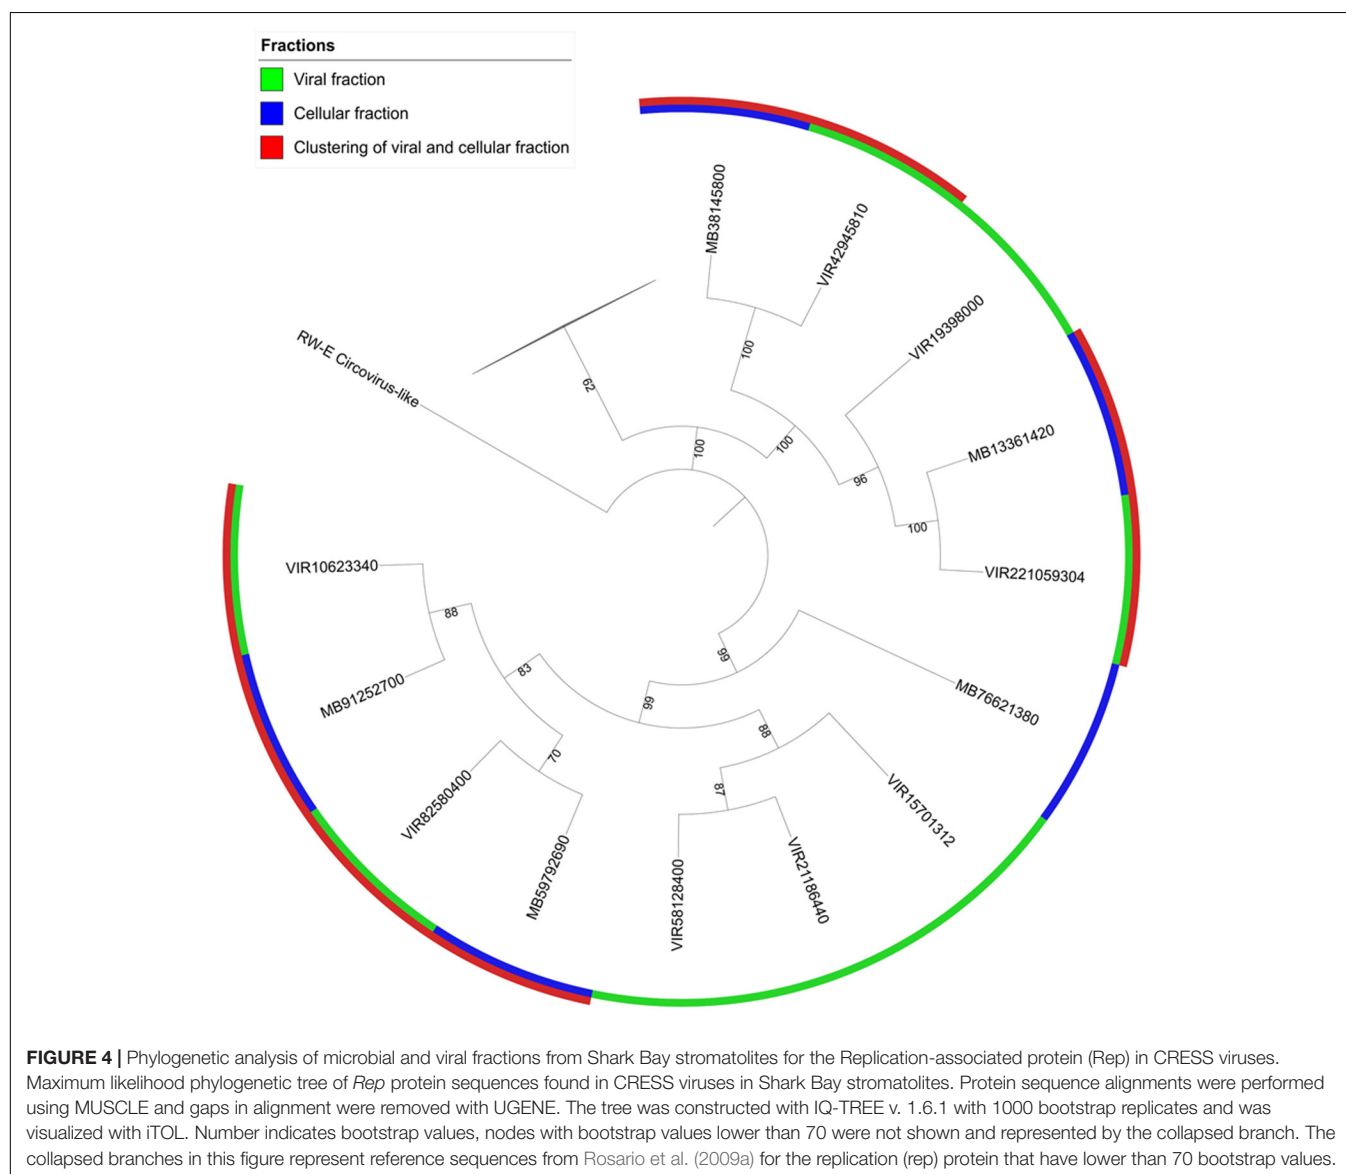 Fractions
Viral fraction
Cellular fraction
Clustering of viral and cellular fraction
MB38145800
VIR42945810
VIR19398000
MB13361420
VIR221059304
MB76621380
VIR15701312
VIR21186440
VIR58128400
MB59792690
VIR82580400
MB91252700
VIR10623340
RW-E Circovirus-like
62
100
100
100
96
100
99
99
88
87
83
88
70
FIGURE 4 | Phylogenetic analysis of microbial and viral fractions from Shark Bay stromatolites for the Replication-associated protein (Rep) in CRESS viruses.
Maximum likelihood phylogenetic tree of Rep protein sequences found in CRESS viruses in Shark Bay stromatolites. Protein sequence alignments were performed
using MUSCLE and gaps in alignment were removed with UGENE. The tree was constructed with IQ-TREE v. 1.6.1 with 1000 bootstrap replicates and was
visualized with iTOL. Number indicates bootstrap values, nodes with bootstrap values lower than 70 were not shown and represented by the collapsed branch. The
collapsed branches in this figure represent reference sequences from Rosario et al. (2009a) for the replication (rep) protein that have lower than 70 bootstrap values.